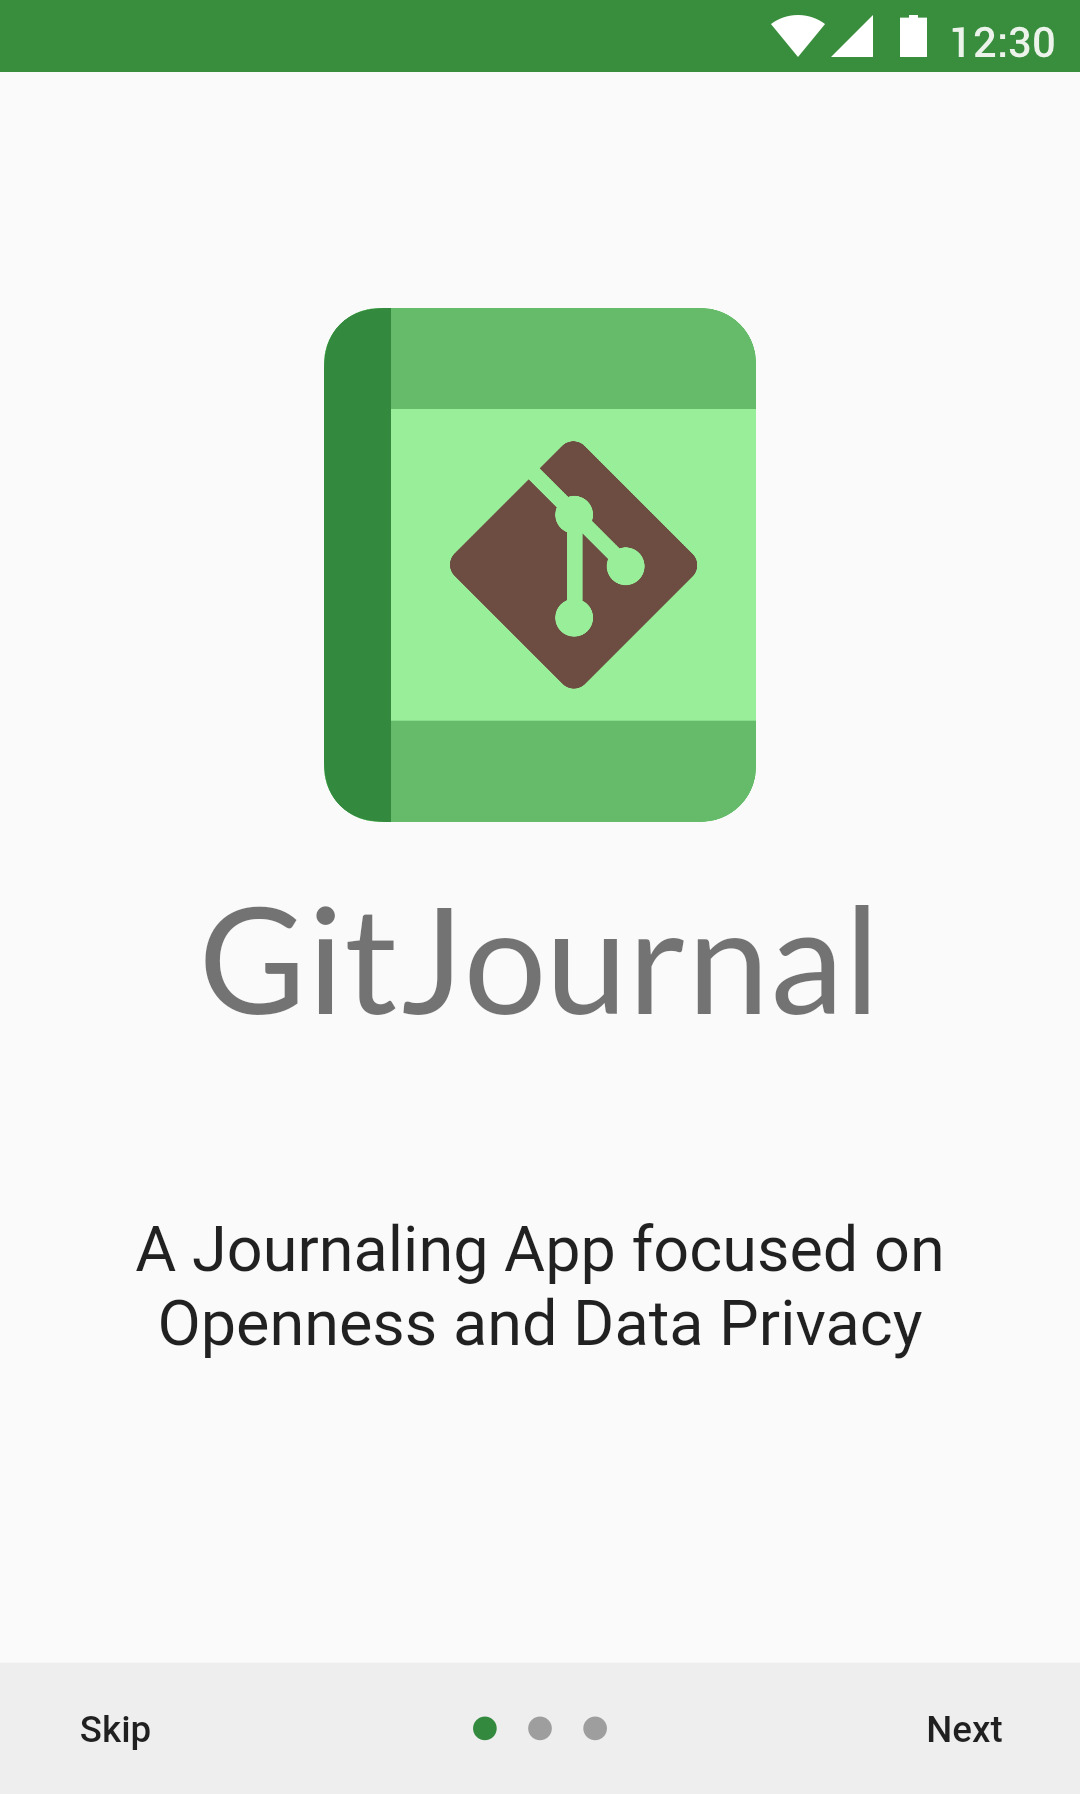 12:30
GitJournal
A Journaling App focused on
Openness and Data Privacy
Skip
Next